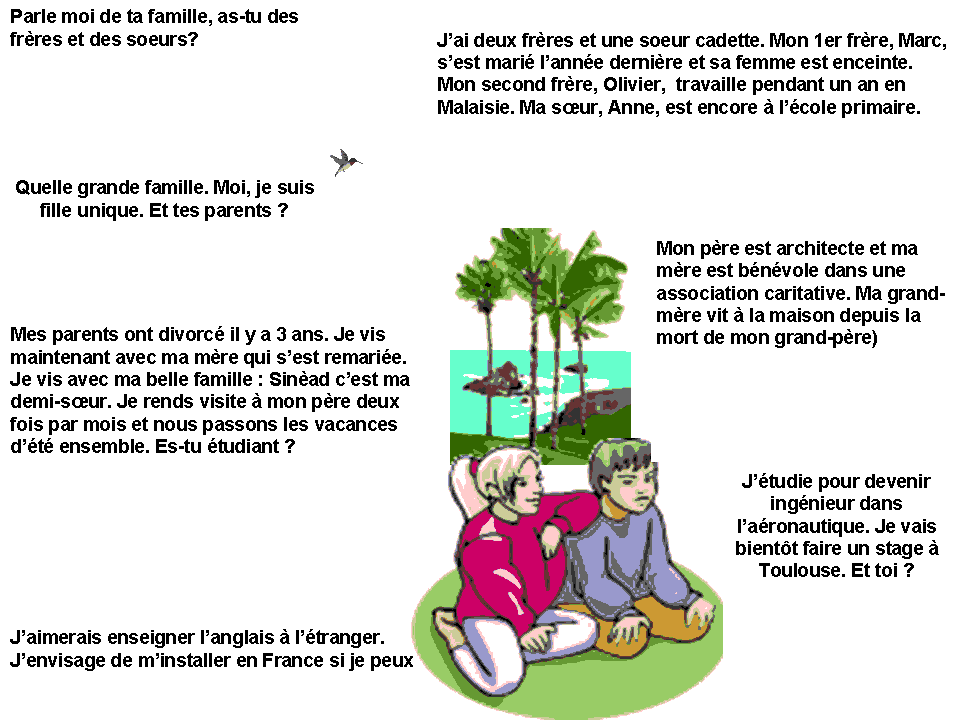 Parle moi de ta famille, as-tu des
frères et des soeurs?
J'ai deux frères et une soeur cadette. Mon 1er frère, Marc,
s'est marié l'année dernière et sa femme est enceinte.
Mon second frère, Olivier, travaille pendant un an en
Malaisie. Ma sœur, Anne, est encore à l'école primaire.
Quelle grande famille. Moi, je suis
fille unique. Et tes parents ?
Mon père est architecte et ma
mère est bénévole dans une
association caritative. Ma grand-
mère vit à la maison depuis la
mort de mon grand-père)
Mes parents ont divorcé il y a 3 ans. Je vis
maintenant avec ma mère qui s'est remariée.
Je vis avec ma belle famille : Sinèad c'est ma
demi-sœur. Je rends visite à mon père deux
fois par mois et nous passons les vacances
d'été ensemble. Es-tu étudiant ?
J'étudie pour devenir
ingénieur dans
l'aéronautique. Je vais
bientôt faire un stage à
Toulouse. Et toi ?
J'aimerais enseigner l'anglais à l'étranger.
J'envisage de m'installer en France si je peux